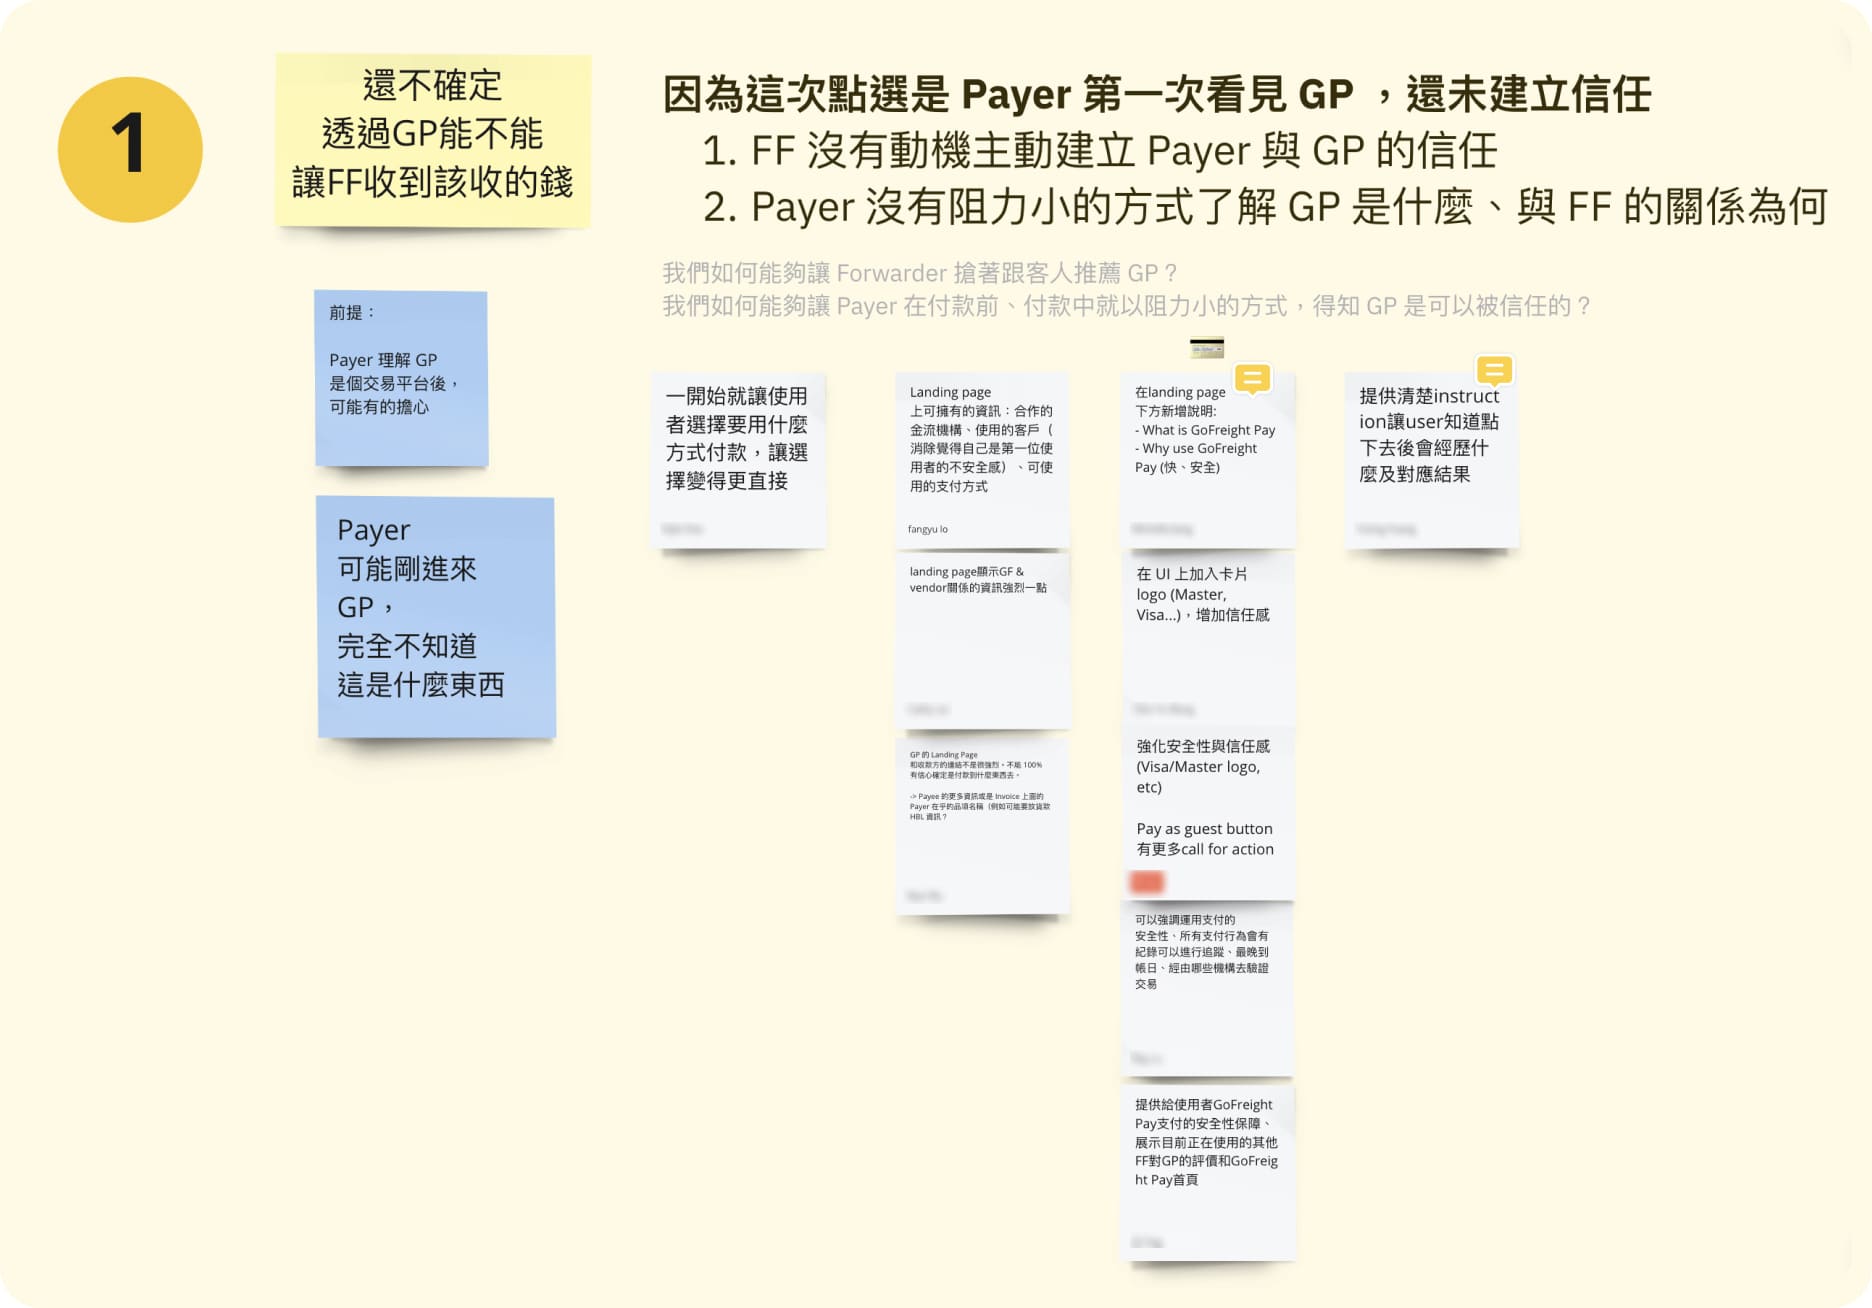 1
還不確定
透過GP能不能
讓FF收到該收的錢
因為這次點選是 Payer 第一次看見 GP ，還未建立信任
1. FF 沒有動機主動建立 Payer 與 GP 的信任
2. Payer 沒有阻力小的方式了解 GP 是什麼、與 FF 的關係為何
我們如何能夠讓 Forwarder 搶著跟客人推薦 GP？
我們如何能夠讓 Payer 在付款前、付款中就以阻力小的方式，得知 GP 是可以被信任的？
前提：
Payer 理解 GP
是個交易平台後，
可能有的擔心
Payer
可能剛進來
GP，
完全不知道
這是什麼東西
一開始就讓使用
者選擇要用什麼
方式付款，讓選
擇變得更直接
Landing page
上可擁有的資訊：合作的
金流機構、使用的客戶（
消除覺得自己是第一位使
用者的不安全感）、可使
用的支付方式
fangyu lo
landing page顯示GF &
vendor關係的資訊強烈一點
GP 的 Landing Page
和收款方的連結不是很強烈。不能 100%
有信心確定是付款到什麼東西去。
-> Payee 的更多資訊或是 Invoice 上面的
Payer 在乎的品項名稱（例如可能要放貨款
HBL 資訊？
在landing page
下方新增說明:
- What is GoFreight Pay
- Why use GoFreight
Pay (快、安全)
在 UI 上加入卡片
logo (Master,
Visa...)，增加信任感
強化安全性與信任感
(Visa/Master logo,
etc)
Pay as guest button
有更多call for action
可以強調運用支付的
安全性、所有支付行為會有
紀錄可以進行追蹤、最晚到
帳日、經由哪些機構去驗證
交易
提供給使用者GoFreight
Pay支付的安全性保障、
展示目前正在使用的其他
FF對GP的評價和GoFreig
ht Pay首頁
提供清楚instruct
ion讓user知道點
下去後會經歷什
麼及對應結果